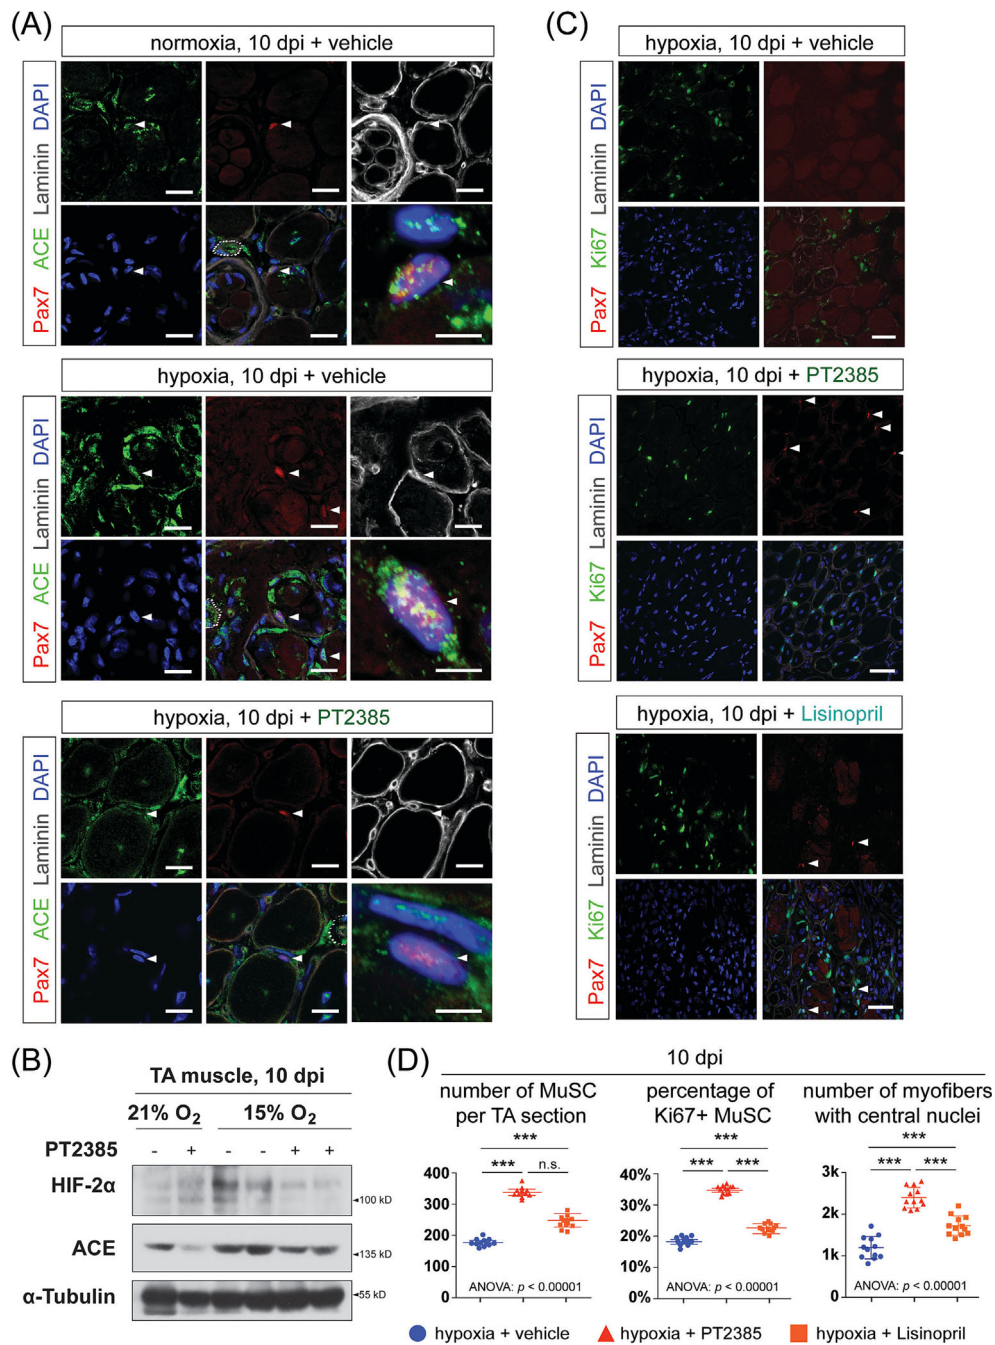 (A)
normoxia, 10 dpi + vehicle
Pax7 ACE Laminin DAPI
hypoxia, 10 dpi + vehicle
Pax7 ACE Laminin DAPI
hypoxia, 10 dpi + PT2385
Pax7 ACE Laminin DAPI
(C)
hypoxia, 10 dpi + vehicle
Pax7 Ki67 Laminin DAPI
hypoxia, 10 dpi + PT2385
Pax7 Ki67 Laminin DAPI
hypoxia, 10 dpi + Lisinopril
Pax7 Ki67 Laminin DAPI
(B)
TA muscle, 10 dpi
21% O₂ 15% O₂
PT2385 - + - - + +
HIF-2α
100 kD
ACE
135 kD
α-Tubulin
55 kD
(D)
10 dpi
number of MuSC
per TA section
***
*** n.s.
400
300
200
100
0
ANOVA: p < 0.00001
percentage of
Ki67+ MuSC
***
*** ***
40%
30%
20%
10%
0%
ANOVA: p < 0.00001
number of myofibers
with central nuclei
***
*** ***
3k
2k
1k
0
ANOVA: p < 0.00001
hypoxia + vehicle hypoxia + PT2385 hypoxia + Lisinopril